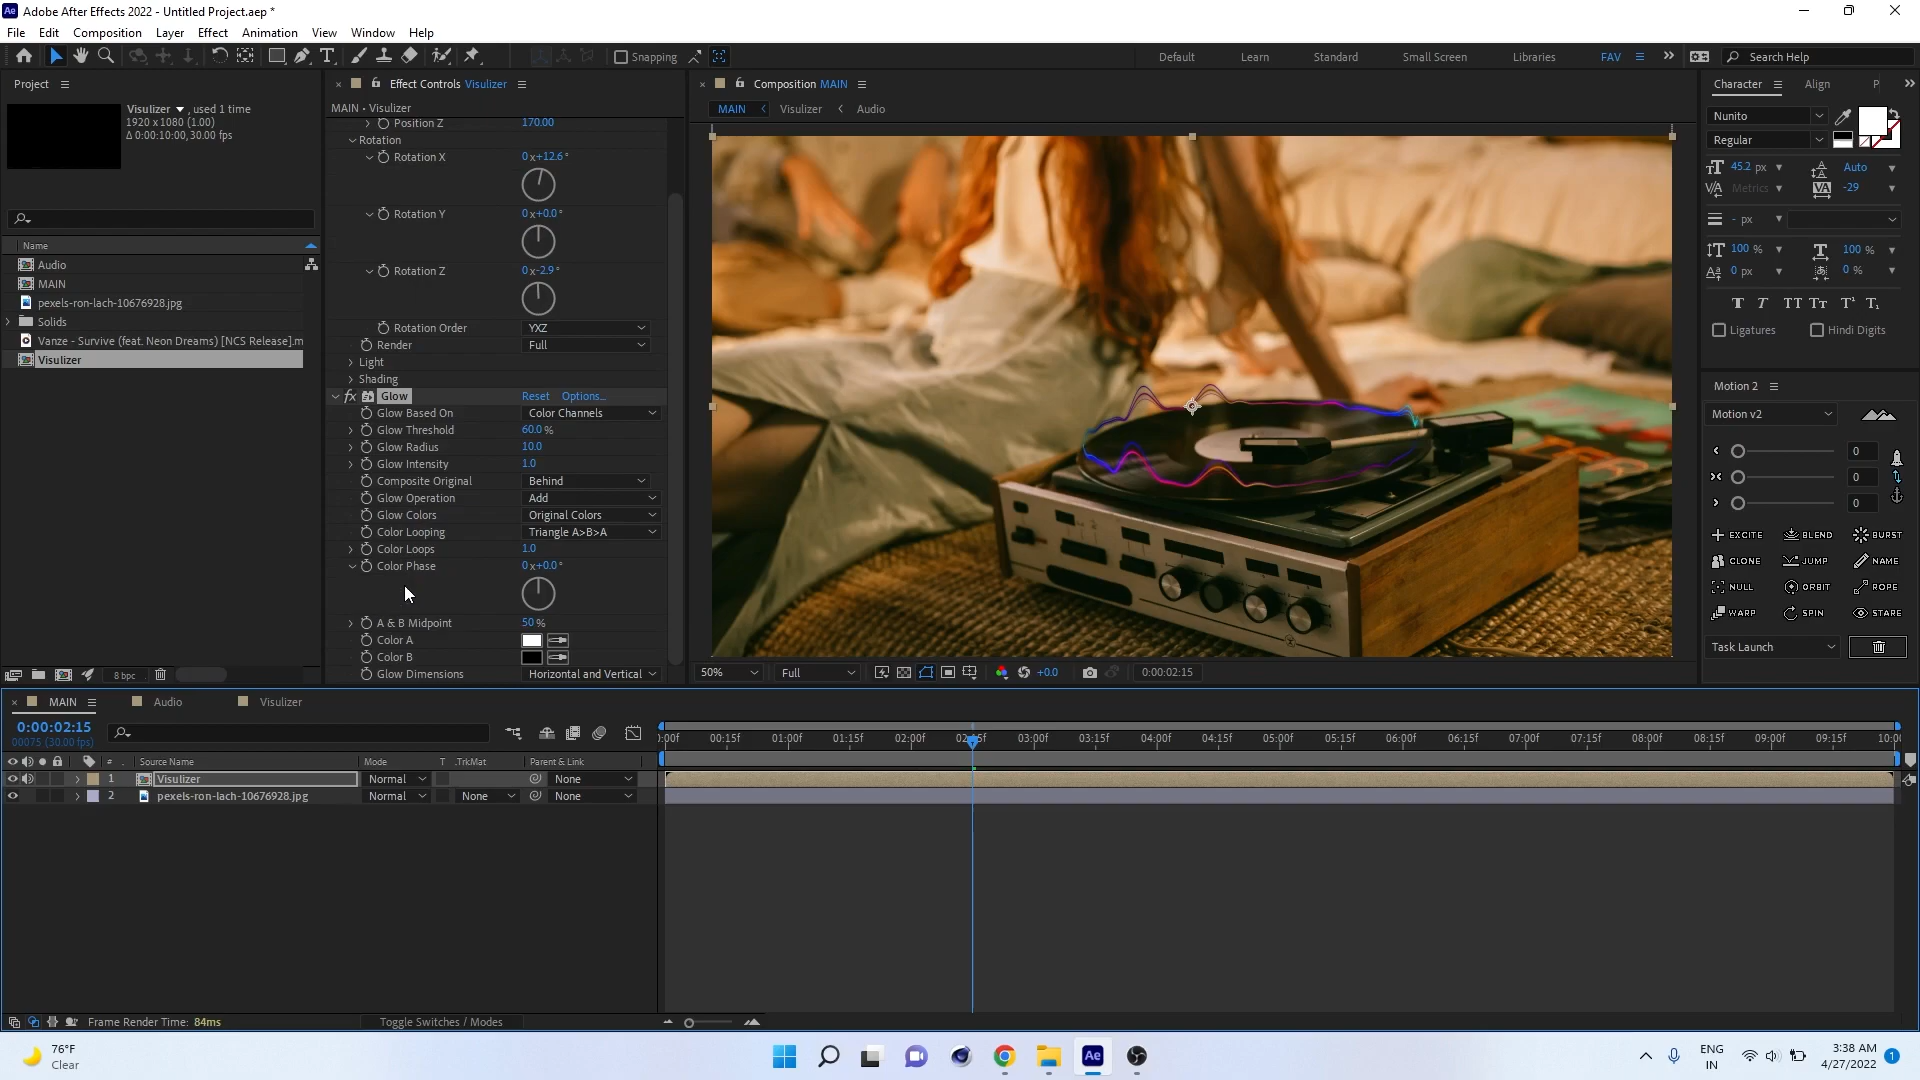 Ae Adobe After Effects 2022 - Untitled Project.aep *
File Edit Composition Layer Effect Animation View Window Help
Snapping Default Learn Standard Small Screen Libraries FAV Search Help
Project
Visulizer , used 1 time
1920 x 1080 (1.00)
Δ 0:00:10:00, 30.00 fps
Name
Audio
MAIN
pexels-ron-lach-10676928.jpg
Solids
Vanze - Survive (feat. Neon Dreams) [NCS Release].m
Visulizer
8 bpc
Effect Controls Visulizer
MAIN • Visulizer
Position Z 170.00
Rotation
Rotation X 0x+12.6°
Rotation Y 0x+0.0°
Rotation Z 0x-2.9°
Rotation Order YXZ
Render Full
Light
Shading
fx Glow Reset Options...
Glow Based On Color Channels
Glow Threshold 60.0 %
Glow Radius 10.0
Glow Intensity 1.0
Composite Original Behind
Glow Operation Add
Glow Colors Original Colors
Color Looping Triangle A>B>A
Color Loops 1.0
Color Phase 0x+0.0°
A & B Midpoint 50 %
Color A
Color B
Glow Dimensions Horizontal and Vertical
Composition MAIN
MAIN Visulizer Audio
50% Full +0.0 0:00:02:15
Character Align P
Nunito
Regular
45.2 px Auto
Metrics -29
- px
100 % 100 %
0 px 0 %
Ligatures Hindi Digits
Motion 2
Motion v2
0
0
0
EXCITE BLEND BURST
CLONE JUMP NAME
NULL ORBIT ROPE
WARP SPIN STARE
Task Launch
MAIN Audio Visulizer
0:00:02:15
00075 (30.00 fps)
:00f 00:15f 01:00f 01:15f 02:00f 02:15f 03:00f 03:15f 04:00f 04:15f 05:00f 05:15f 06:00f 06:15f 07:00f 07:15f 08:00f 08:15f 09:00f 09:15f 10:00
# Source Name Mode T .TrkMat Parent & Link
1 Visulizer Normal None
2 pexels-ron-lach-10676928.jpg Normal None None
Frame Render Time: 84ms Toggle Switches / Modes
76°F
Clear
Ae
ENG
IN
3:38 AM
4/27/2022
1